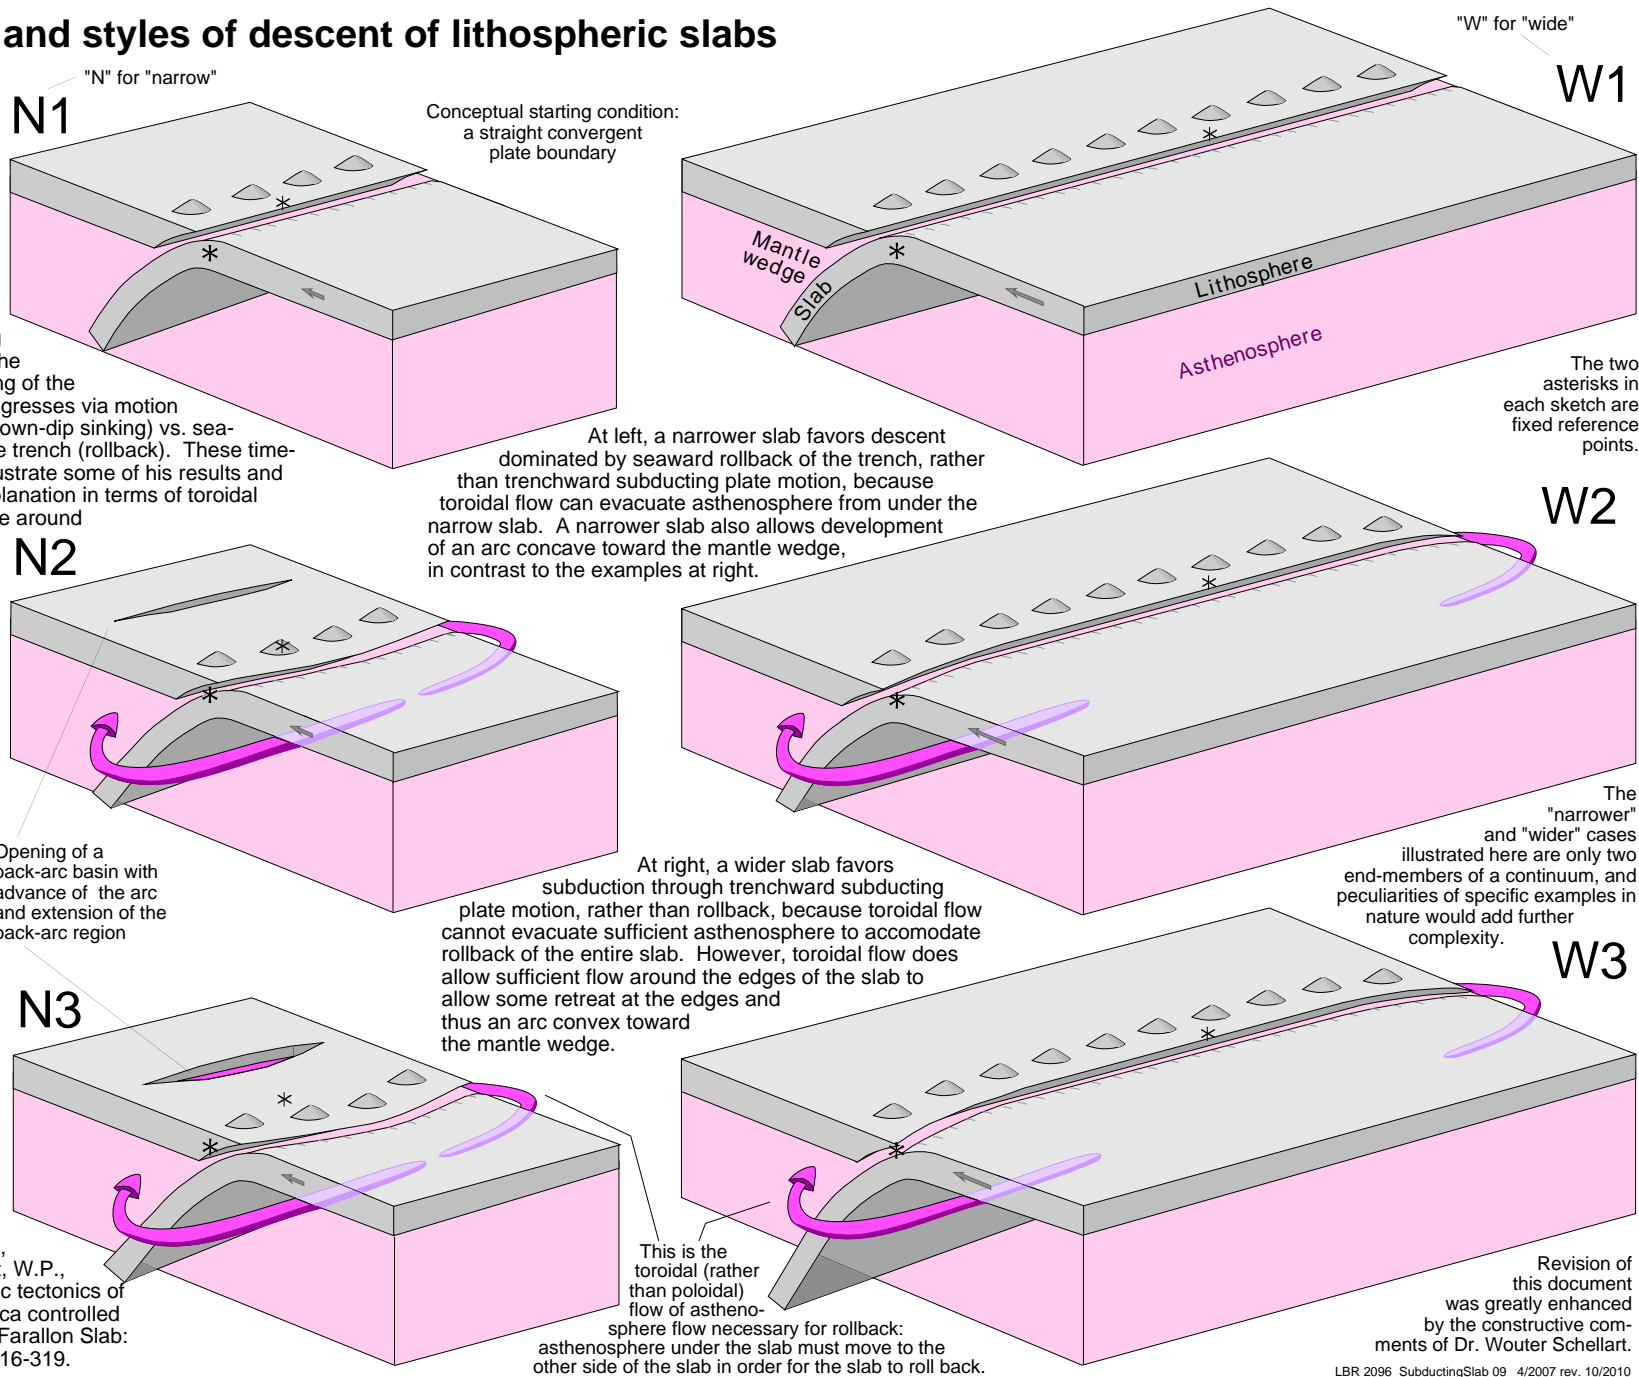 and styles of descent of lithospheric slabs
"N" for "narrow"
N1
Conceptual starting condition:
a straight convergent
plate boundary
"W" for "wide"
W1
*
*
*
*
Mantle
wedge
Slab
Lithosphere
Asthenosphere
The two
asterisks in
each sketch are
fixed reference
points.
he
ng of the
gresses via motion
own-dip sinking) vs. sea-
e trench (rollback).  These time-
ustrate some of his results and
planation in terms of toroidal
e around
At left, a narrower slab favors descent
dominated by seaward rollback of the trench, rather
than trenchward subducting plate motion, because
toroidal flow can evacuate asthenosphere from under the
narrow slab.  A narrower slab also allows development
of an arc concave toward the mantle wedge,
in contrast to the examples at right.
N2
*
*
W2
*
*
Opening of a
back-arc basin with
advance of  the arc
and extension of the
back-arc region
At right, a wider slab favors
subduction through trenchward subducting
plate motion, rather than rollback, because toroidal flow
cannot evacuate sufficient asthenosphere to accomodate
rollback of the entire slab.  However, toroidal flow does
allow sufficient flow around the edges of the slab to
allow some retreat at the edges and
thus an arc convex toward
the mantle wedge.
The
"narrower"
and "wider" cases
illustrated here are only two
end-members of a continuum, and
peculiarities of specific examples in
nature would add further
complexity.
N3
*
*
W3
*
*
,
t, W.P.,
ic tectonics of
ica controlled
Farallon Slab:
16-319.
This is the
toroidal (rather
than poloidal)
flow of astheno-
sphere flow necessary for rollback:
asthenosphere under the slab must move to the
other side of the slab in order for the slab to roll back.
Revision of
this document
was greatly enhanced
by the constructive com-
ments of Dr. Wouter Schellart.
LBR 2096  SubductingSlab 09   4/2007 rev. 10/2010